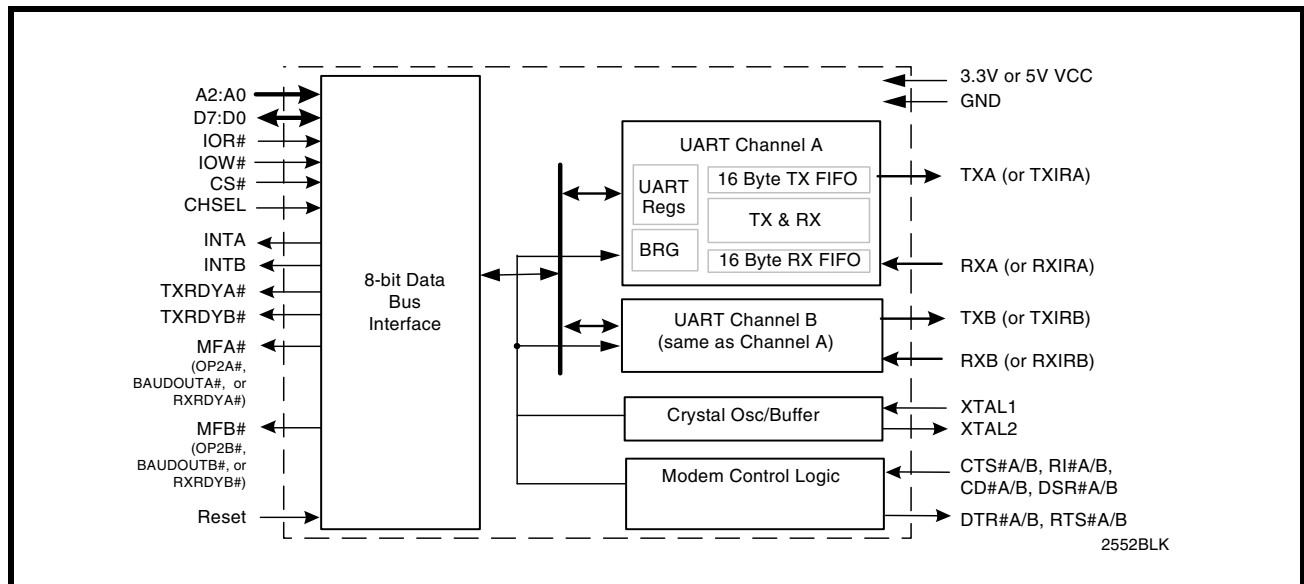 A2:A0
D7:D0
IOR#
IOW#
CS#
CHSEL
INTA
INTB
TXRDYA#
TXRDYB#
MFA#
(OP2A#,
BAUDOUTA#, or
RXRDYA#)
MFB#
(OP2B#,
BAUDOUTB#, or
RXRDYB#)
Reset
8-bit Data
Bus
Interface
UART Channel A
UART
Regs
BRG
16 Byte TX FIFO
TX & RX
16 Byte RX FIFO
UART Channel B
(same as Channel A)
Crystal Osc/Buffer
Modem Control Logic
3.3V or 5V VCC
GND
TXA (or TXIRA)
RXA (or RXIRA)
TXB (or TXIRB)
RXB (or RXIRB)
XTAL1
XTAL2
CTS#A/B, RI#A/B,
CD#A/B, DSR#A/B
DTR#A/B, RTS#A/B
2552BLK